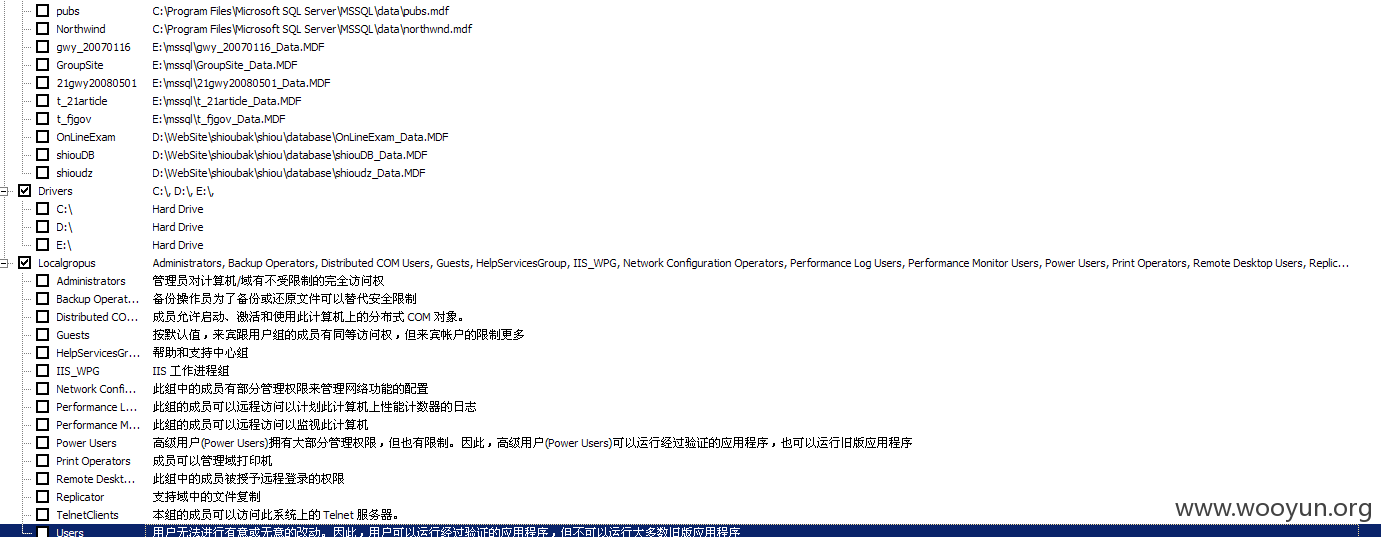 pubs C:\Program Files\Microsoft SQL Server\MSSQL\data\pubs.mdf
Northwind C:\Program Files\Microsoft SQL Server\MSSQL\data\northwnd.mdf
gwy_20070116 E:\mssql\gwy_20070116_Data.MDF
GroupSite E:\mssql\GroupSite_Data.MDF
21gwy20080501 E:\mssql\21gwy20080501_Data.MDF
t_21article E:\mssql\t_21article_Data.MDF
t_fjgov E:\mssql\t_fjgov_Data.MDF
OnLineExam D:\WebSite\shioubak\shiou\database\OnLineExam_Data.MDF
shiouDB D:\WebSite\shioubak\shiou\database\shiouDB_Data.MDF
shioudz D:\WebSite\shioubak\shiou\database\shioudz_Data.MDF
Drivers C:\, D:\, E:\,
C:\ Hard Drive
D:\ Hard Drive
E:\ Hard Drive
Localgropus Administrators, Backup Operators, Distributed COM Users, Guests, HelpServicesGroup, IIS_WPG, Network Configuration Operators, Performance Log Users, Performance Monitor Users, Power Users, Print Operators, Remote Desktop Users, Replic...
Administrators 管理员对计算机/域有不受限制的完全访问权
Backup Operat... 备份操作员为了备份或还原文件可以替代安全限制
Distributed CO... 成员允许启动、激活和使用此计算机上的分布式 COM 对象。
Guests 按默认值，来宾跟用户组的成员有同等访问权，但来宾帐户的限制更多
HelpServicesGr... 帮助和支持中心组
IIS_WPG IIS 工作进程组
Network Confi... 此组中的成员有部分管理权限来管理网络功能的配置
Performance L... 此组的成员可以远程访问以计划此计算机上性能计数器的日志
Performance M... 此组的成员可以远程访问以监视此计算机
Power Users 高级用户(Power Users)拥有大部分管理权限，但也有限制。因此，高级用户(Power Users)可以运行经过验证的应用程序，也可以运行旧版应用程序
Print Operators 成员可以管理域打印机
Remote Deskt... 此组中的成员被授予远程登录的权限
Replicator 支持域中的文件复制
TelnetClients 本组的成员可以访问此系统上的 Telnet 服务器。
Users 用户无法进行有意或无意的改动。因此，用户可以运行经过验证的应用程序，但不可以运行大多数旧版应用程序
www.wooyun.org